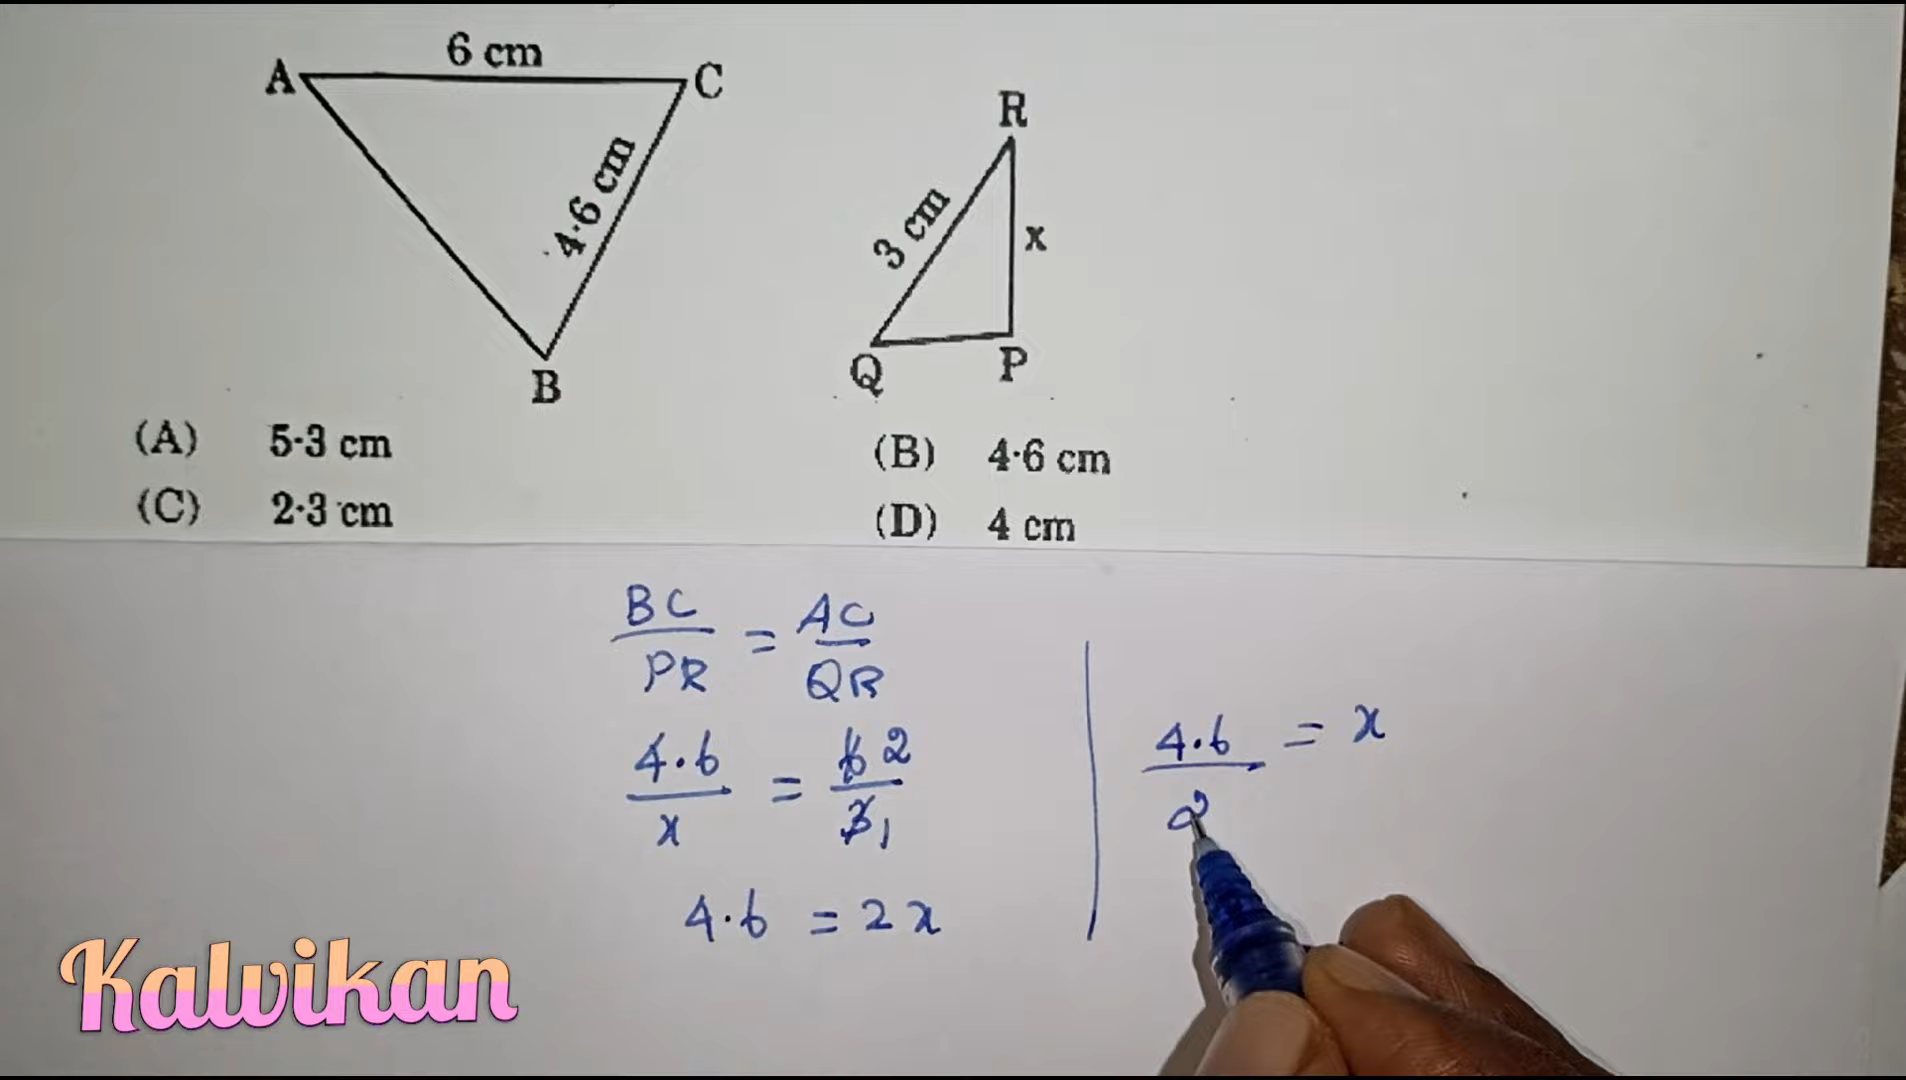 6 cm
A
C
4·6 cm
B
R
3 cm
x
Q
P
(A) 5·3 cm
(B) 4·6 cm
(C) 2·3 cm
(D) 4 cm
BC = AC
PR QR
4.6 = 6 2
x 3 1
4.6 = 2x
4.6 = x
2
Kalvikan